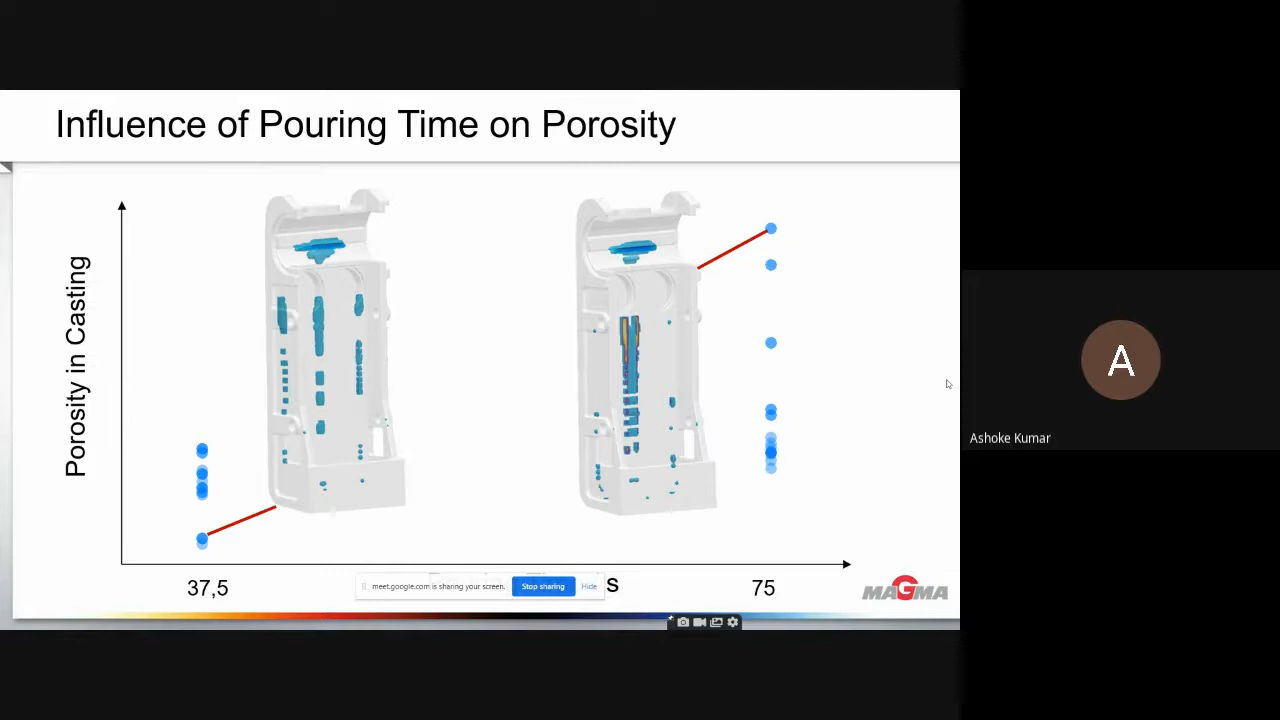 Influence of Pouring Time on Porosity
Porosity in Casting
37,5
meet.google.com is sharing your screen.
Stop sharing
Hide
s
75
MAGMA
A
Ashoke Kumar